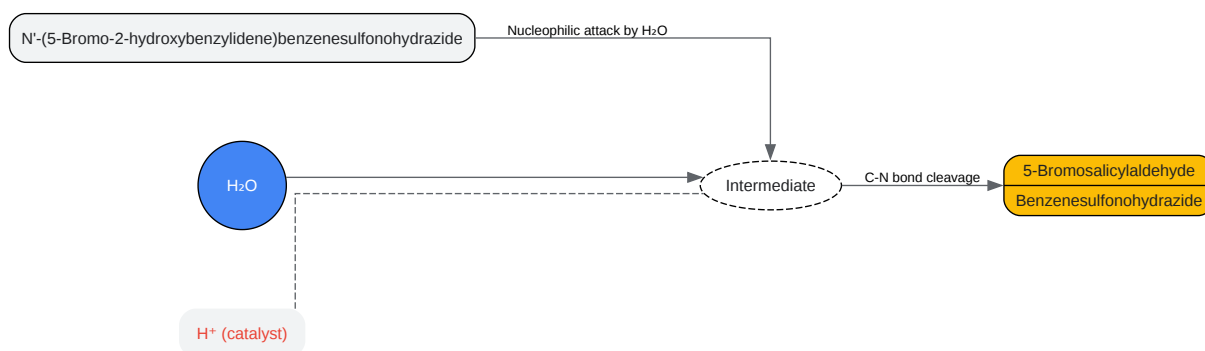 N'-(5-Bromo-2-hydroxybenzylidene)benzenesulfonohydrazide
Nucleophilic attack by H₂O
H₂O
Intermediate
C-N bond cleavage
5-Bromosalicylaldehyde
Benzenesulfonohydrazide
H⁺ (catalyst)